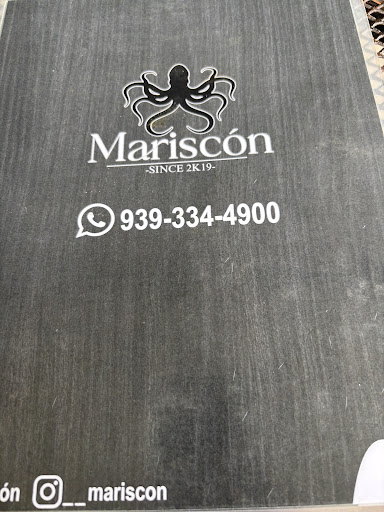 Mariscón
-SINCE 2K19-
939-334-4900
ón __mariscon